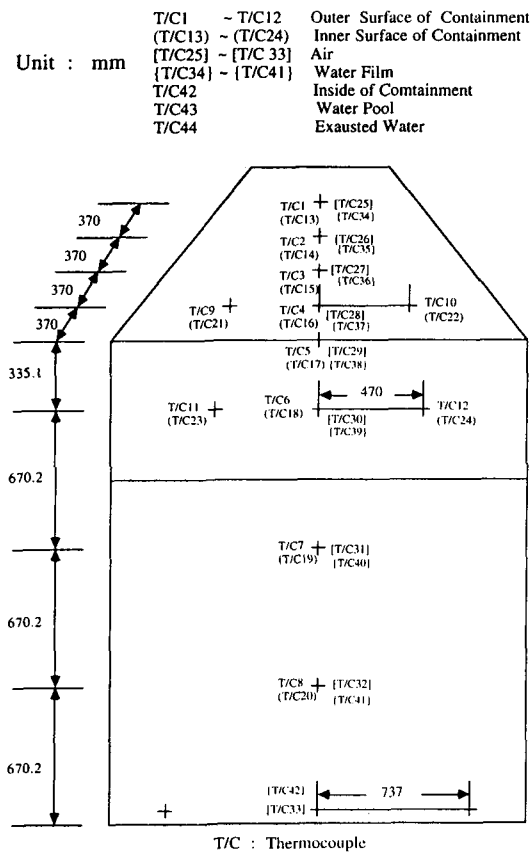 T/C1 ~ T/C12 Outer Surface of Containment
(T/C13) ~ (T/C24) Inner Surface of Containment
Unit : mm [T/C25] ~ [T/C 33] Air
{T/C34} ~ {T/C41} Water Film
T/C42 Inside of Comtainment
T/C43 Water Pool
T/C44 Exausted Water
T/C1 [T/C25]
(T/C13) {T/C34}
370
T/C2 [T/C26]
(T/C14) {T/C35}
370
T/C3 [T/C27]
(T/C15) {T/C36}
370
T/C9 T/C4 [T/C28] T/C10
(T/C21) (T/C16) {T/C37} (T/C22)
370
T/C5 [T/C29]
(T/C17) {T/C38}
335.1
470
T/C11 T/C6 T/C12
(T/C23) (T/C18) [T/C30] (T/C24)
{T/C39}
670.2
T/C7 [T/C31]
(T/C19) {T/C40}
670.2
T/C8 [T/C32]
(T/C20) {T/C41}
670.2
[T/C42] 737
[T/C33]
T/C : Thermocouple